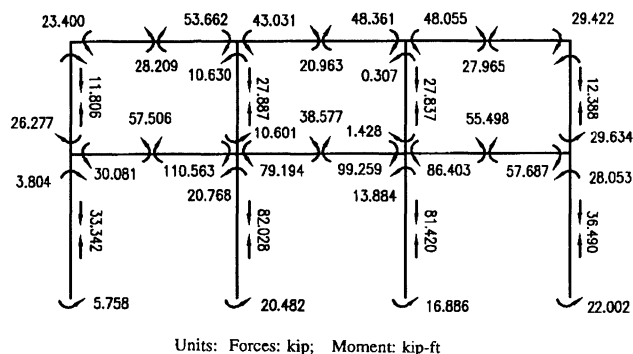 23.400 53.662 43.031 48.361 48.055 29.422
28.209 10.630 20.963 0.307 27.965
11.806 27.887 27.837 12.388
57.506 38.577 55.498
26.277 10.601 1.428 29.634
3.804 30.081 110.563 79.194 99.259 86.403 57.687 28.053
20.768 13.884
33.342 82.028 81.420 36.490
5.758 20.482 16.886 22.002
Units: Forces: kip; Moment: kip-ft